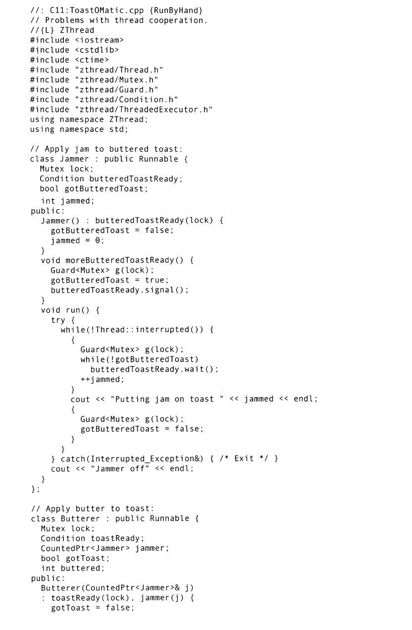 //: C11:ToastOMatic.cpp {RunByHand}
// Problems with thread cooperation.
//{L} ZThread
#include <iostream>
#include <cstdlib>
#include <ctime>
#include "zthread/Thread.h"
#include "zthread/Mutex.h"
#include "zthread/Guard.h"
#include "zthread/Condition.h"
#include "zthread/ThreadedExecutor.h"
using namespace ZThread;
using namespace std;

// Apply jam to buttered toast:
class Jammer : public Runnable {
  Mutex lock;
  Condition butteredToastReady;
  bool gotButteredToast;
  int jammed;
public:
  Jammer() : butteredToastReady(lock) {
    gotButteredToast = false;
    jammed = 0;
  }
  void moreButteredToastReady() {
    Guard<Mutex> g(lock);
    gotButteredToast = true;
    butteredToastReady.signal();
  }
  void run() {
    try {
      while(!Thread::interrupted()) {
        {
          Guard<Mutex> g(lock);
          while(!gotButteredToast)
            butteredToastReady.wait();
          ++jammed;
        }
        cout << "Putting jam on toast " << jammed << endl;
        {
          Guard<Mutex> g(lock);
          gotButteredToast = false;
        }
      }
    } catch(Interrupted_Exception&) { /* Exit */ }
    cout << "Jammer off" << endl;
  }
};

// Apply butter to toast:
class Butterer : public Runnable {
  Mutex lock;
  Condition toastReady;
  CountedPtr<Jammer> jammer;
  bool gotToast;
  int buttered;
public:
  Butterer(CountedPtr<Jammer>& j)
  : toastReady(lock), jammer(j) {
    gotToast = false;